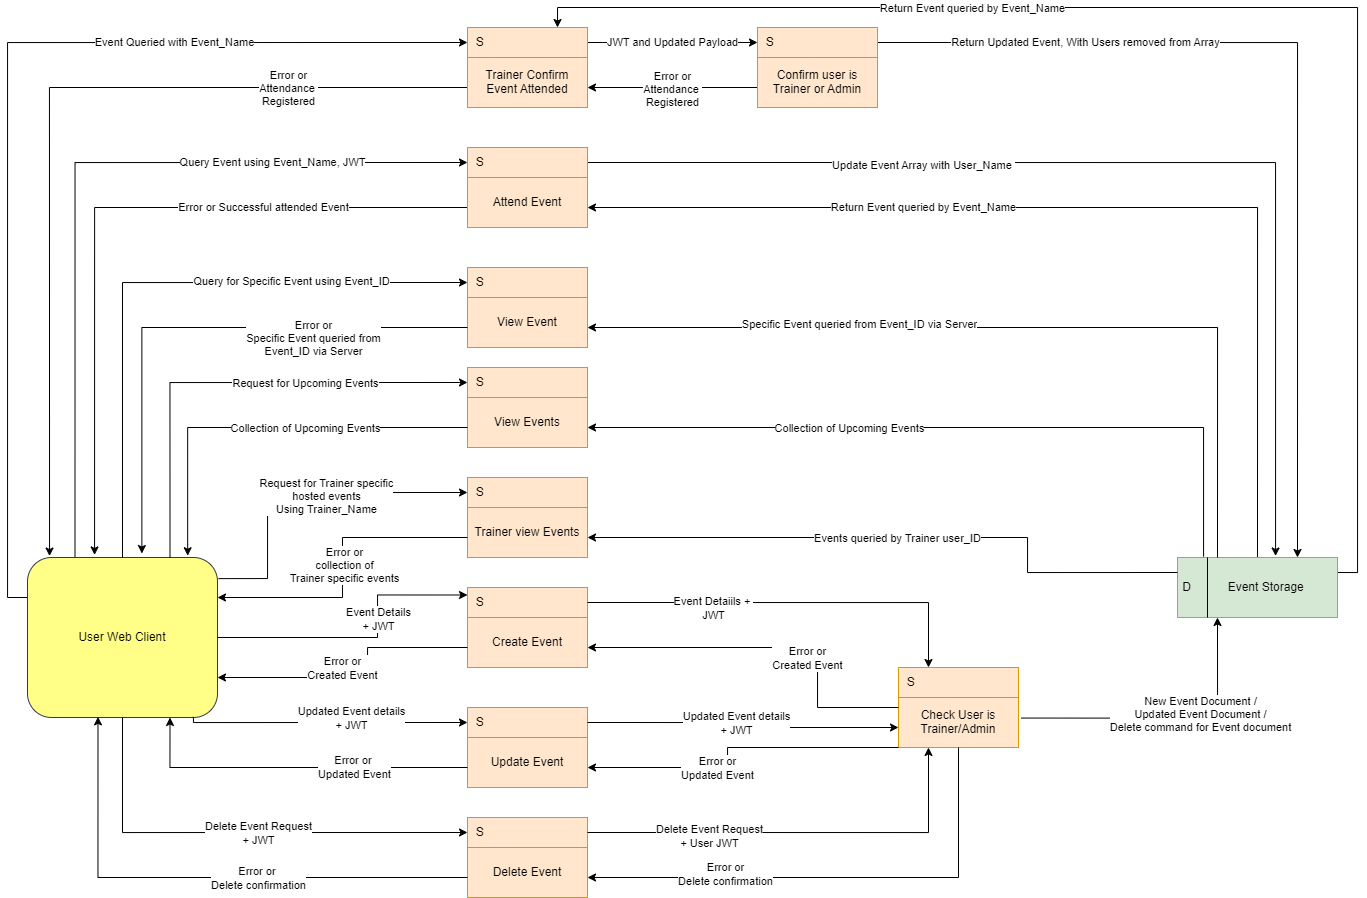 Return Event queried by Event_Name
Event Queried with Event_Name
S
JWT and Updated Payload
S
Return Updated Event, With Users removed from Array
Trainer Confirm
Event Attended
Confirm user is
Trainer or Admin
Error or
Attendance
Registered
Error or
Attendance
Registered
Query Event using Event_Name, JWT
S
Update Event Array with User_Name
Attend Event
Error or Successful attended Event
Return Event queried by Event_Name
Query for Specific Event using Event_ID
S
View Event
Error or
Specific Event queried from
Event_ID via Server
Specific Event queried from Event_ID via Server
Request for Upcoming Events
S
View Events
Collection of Upcoming Events
Collection of Upcoming Events
Request for Trainer specific
hosted events
Using Trainer_Name
S
Trainer view Events
Events queried by Trainer user_ID
Error or
collection of
Trainer specific events
User Web Client
D
Event Storage
Event Details
+ JWT
S
Create Event
Event Detaiils +
JWT
Error or
Created Event
Error or
Created Event
S
Check User is
Trainer/Admin
New Event Document /
Updated Event Document /
Delete command for Event document
Updated Event details
+ JWT
S
Update Event
Updated Event details
+ JWT
Error or
Updated Event
Error or
Updated Event
Delete Event Request
+ JWT
S
Delete Event
Delete Event Request
+ User JWT
Error or
Delete confirmation
Error or
Delete confirmation